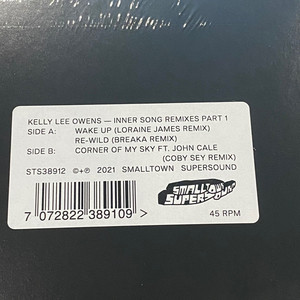 KELLY LEE OWENS — INNER SONG REMIXES PART 1
SIDE A: WAKE UP (LORAINE JAMES REMIX)
RE-WILD (BREAKA REMIX)
SIDE B: CORNER OF MY SKY FT. JOHN CALE
(COBY SEY REMIX)
STS38912 ©+℗ 2021 SMALLTOWN SUPERSOUND
SMALLTOWN
SUPERSOUND
7 072822 389109 >
45 RPM